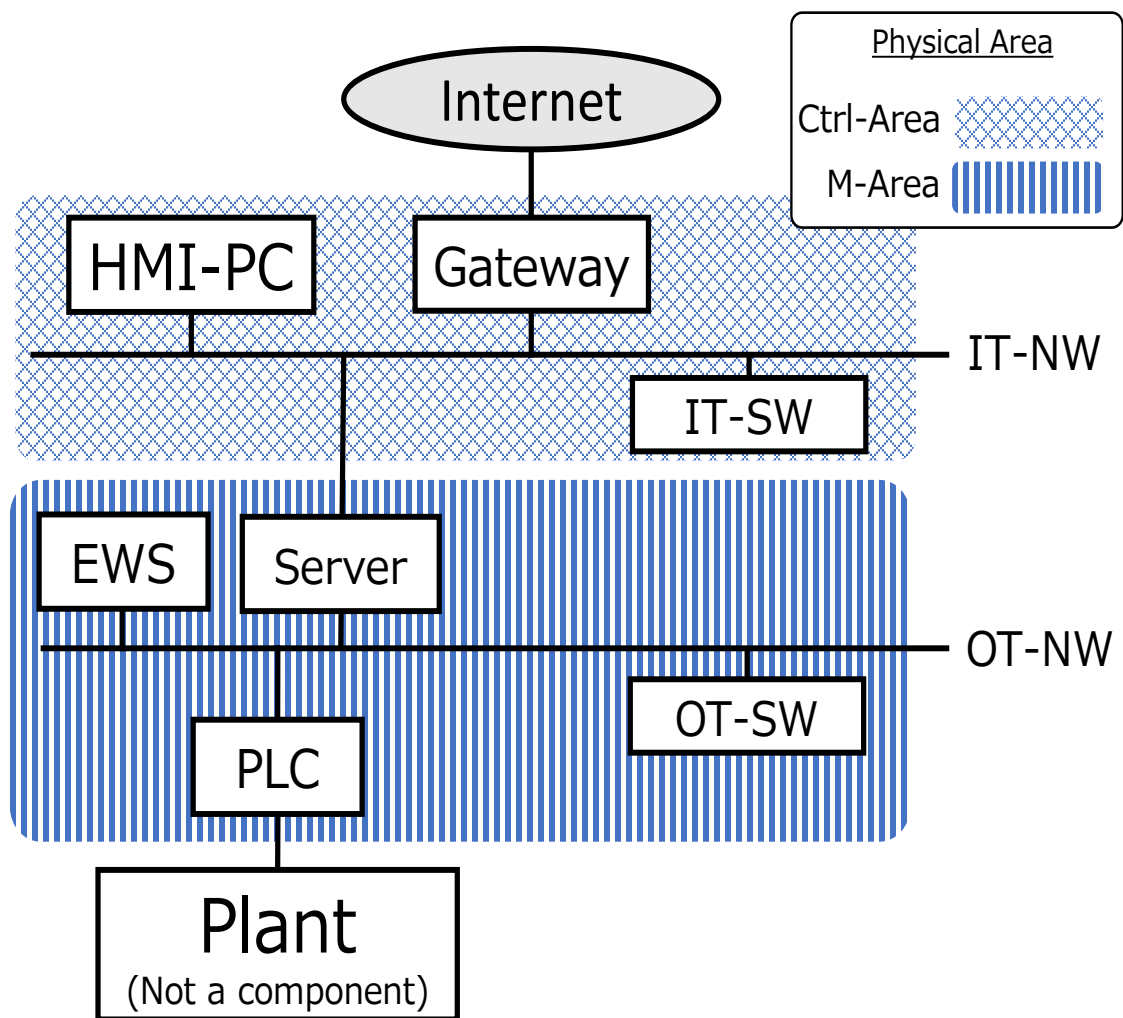 Physical Area
Ctrl-Area
M-Area
Internet
HMI-PC
Gateway
IT-NW
IT-SW
EWS
Server
OT-NW
OT-SW
PLC
Plant
(Not a component)